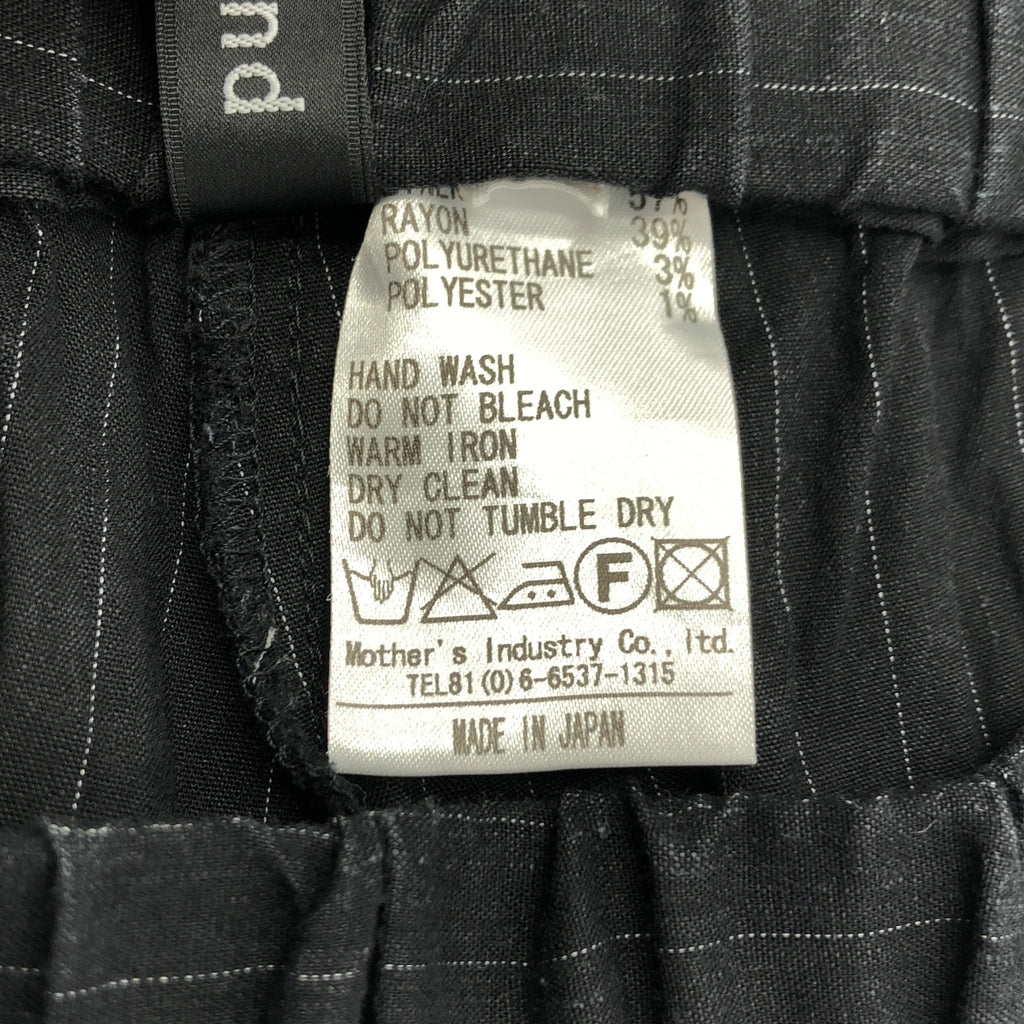 nd
RAYON 39%
POLYURETHANE 3%
POLYESTER 1%
HAND WASH
DO NOT BLEACH
WARM IRON
DRY CLEAN
DO NOT TUMBLE DRY
F
Mother's Industry Co., ltd.
TEL81(0)6-6537-1315
MADE IN JAPAN